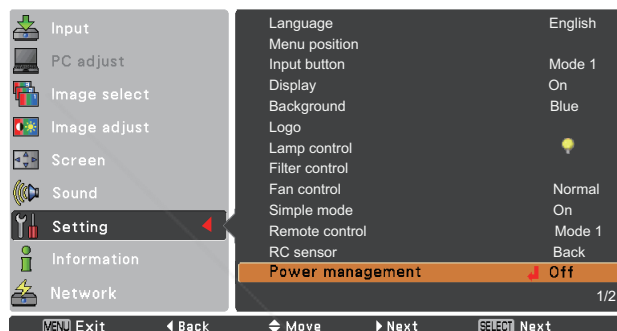 Input
PC adjust
Image select
Image adjust
Screen
Sound
Setting
Information
Network
Language English
Menu position
Input button Mode 1
Display On
Background Blue
Logo
Lamp control
Filter control
Fan control Normal
Simple mode On
Remote control Mode 1
RC sensor Back
Power management Off
1/2
MENU Exit Back Move Next SELECT Next